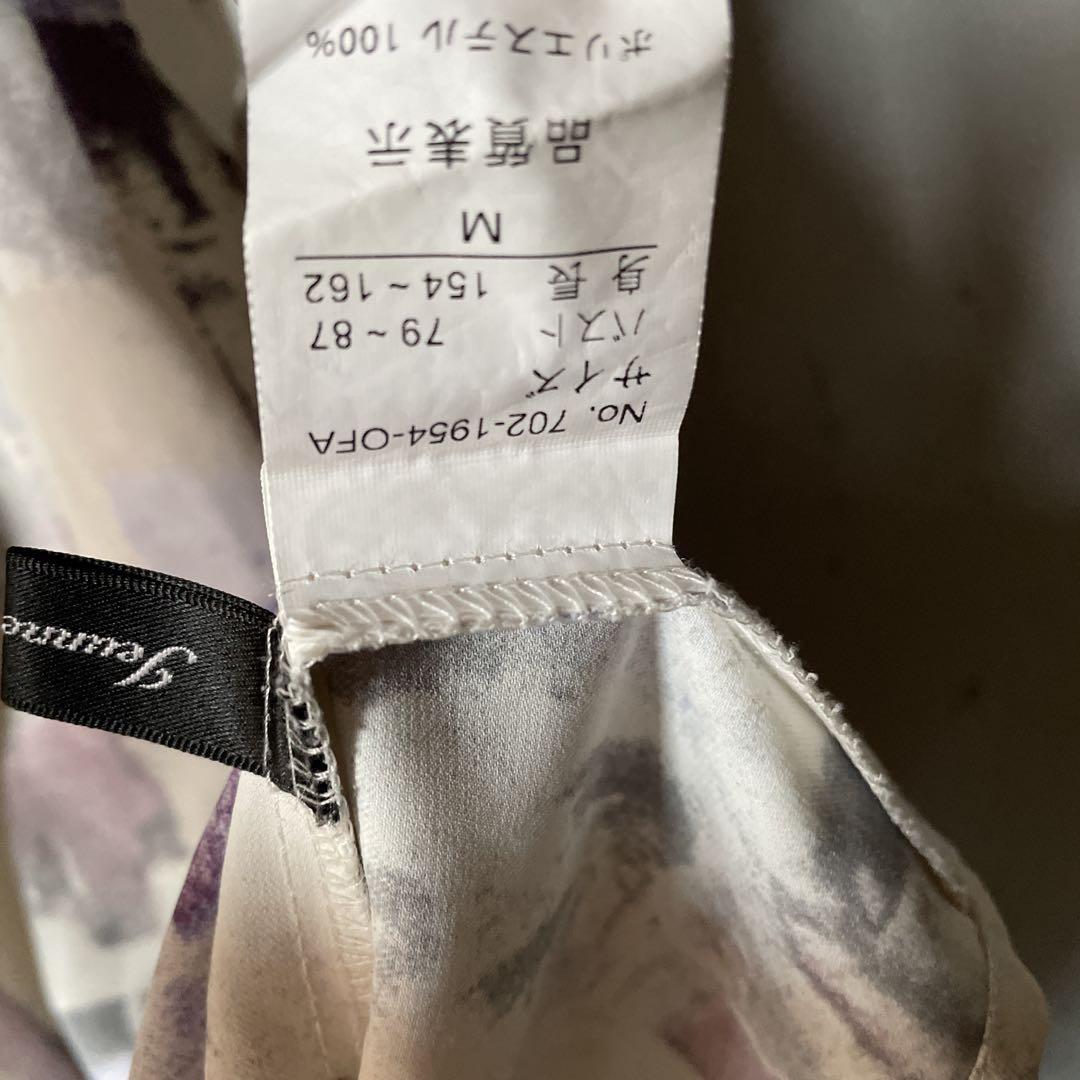 No. 702-1954-OFA
サイズ
バスト 79~87
身長 154~162
M
品質表示
ポリエステル 100%